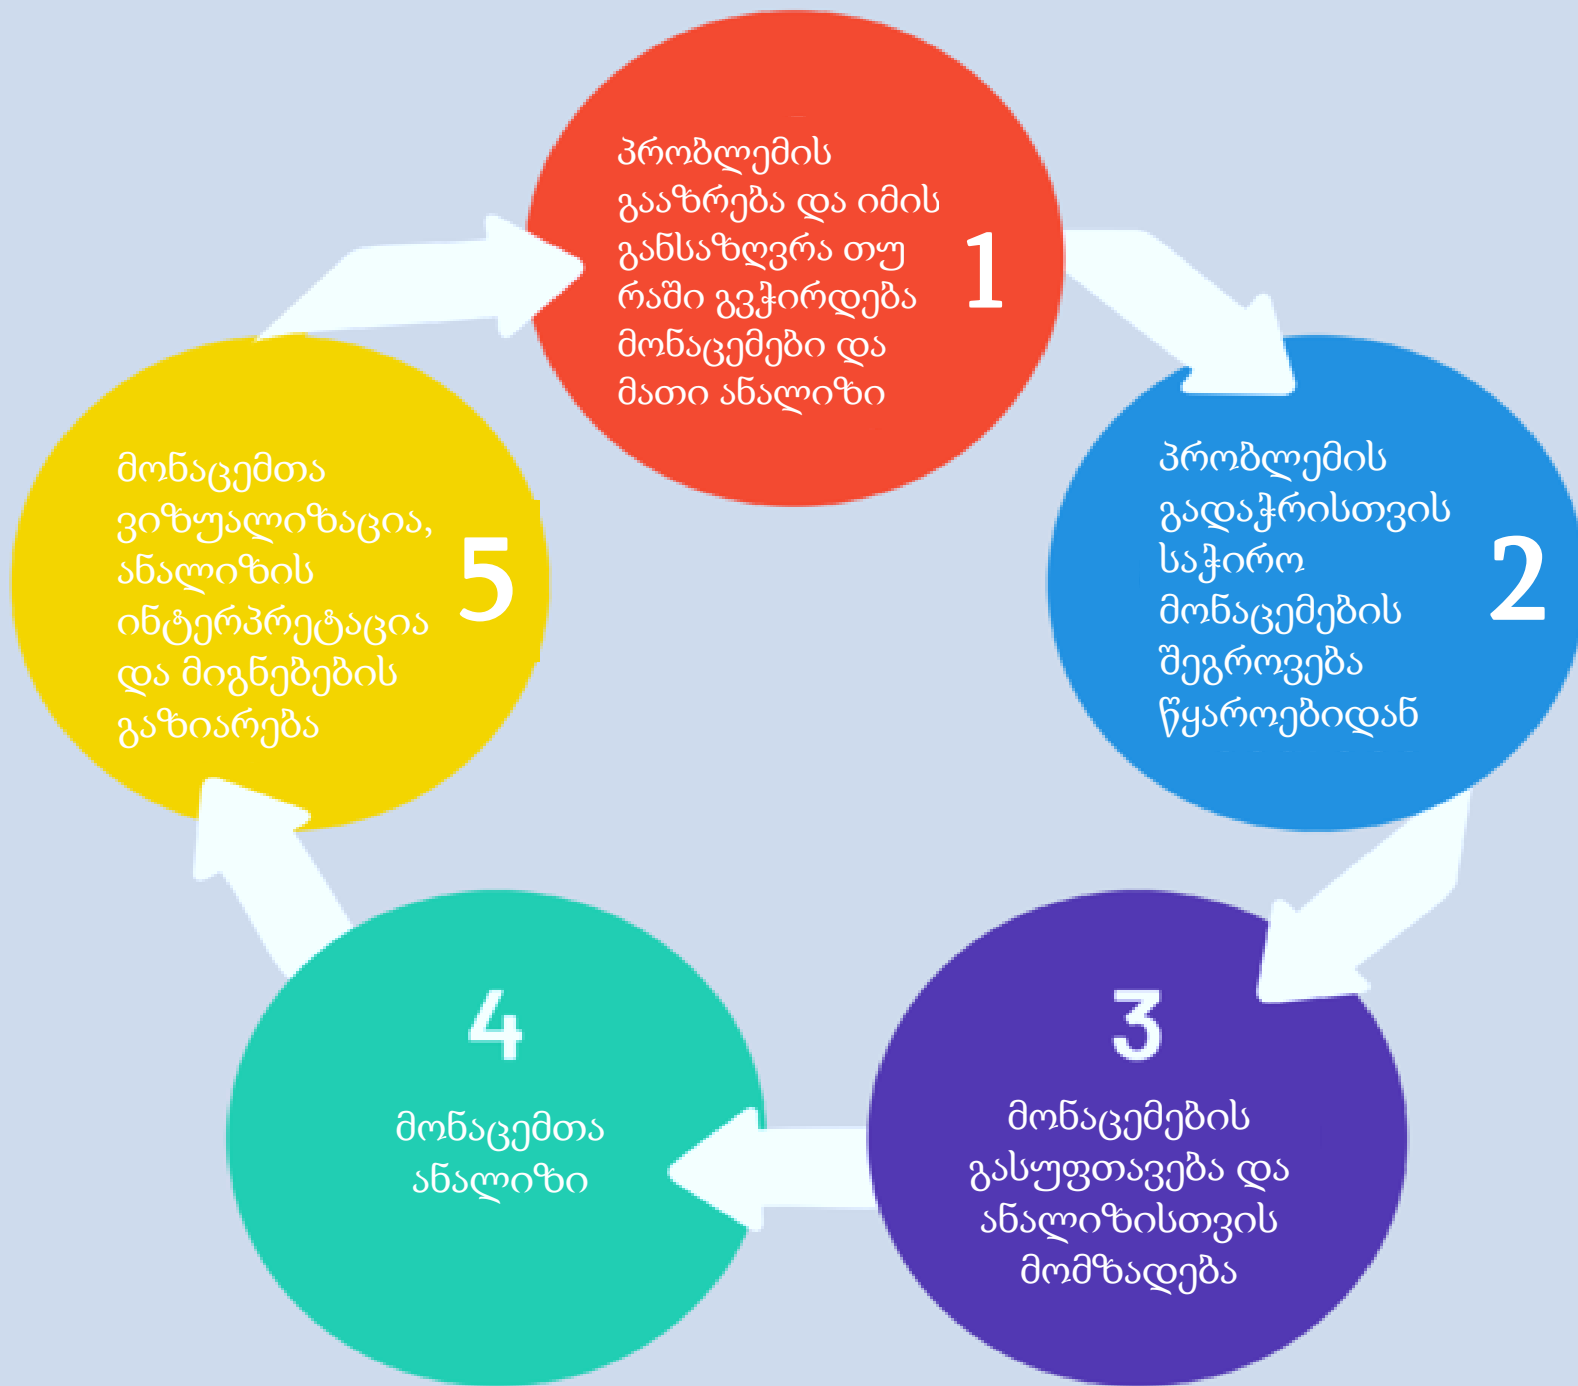 პრობლემის
გააზრება და იმის
განსაზღვრა თუ
რაში გვჭირდება
მონაცემები და
მათი ანალიზი
1
პრობლემის
გადაჭრისთვის
საჭირო
მონაცემების
შეგროვება
წყაროებიდან
2
3
მონაცემების
გასუფთავება და
ანალიზისთვის
მომზადება
4
მონაცემთა
ანალიზი
მონაცემთა
ვიზუალიზაცია,
ანალიზის
ინტერპრეტაცია
და მიგნებების
გაზიარება
5